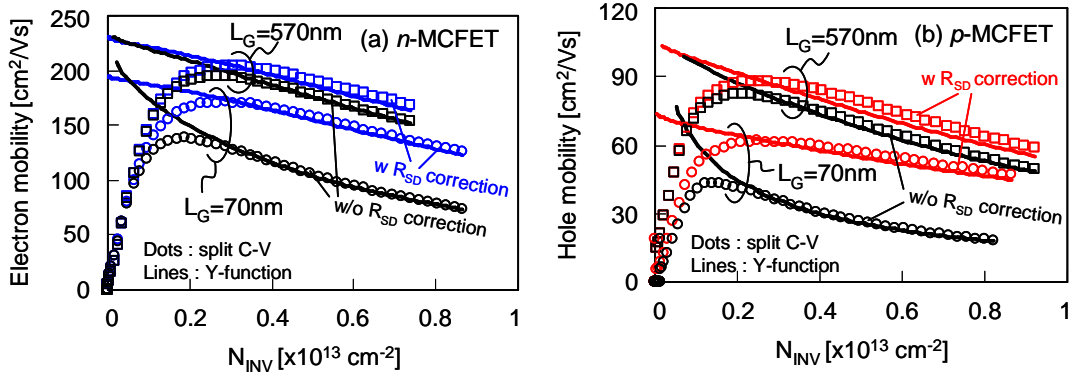 Electron mobility [cm²/Vs]
250
200
150
100
50
0
(a) n-MCFET
L_G=570nm
w R_SD correction
L_G=70nm
w/o R_SD correction
Dots : split C-V
Lines : Y-function
0 0.2 0.4 0.6 0.8 1
N_INV [x10¹³ cm⁻²]
Hole mobility [cm²/Vs]
120
90
60
30
0
L_G=570nm
(b) p-MCFET
w R_SD correction
L_G=70nm
w/o R_SD correction
Dots : split C-V
Lines : Y-function
0 0.2 0.4 0.6 0.8 1
N_INV [x10¹³ cm⁻²]